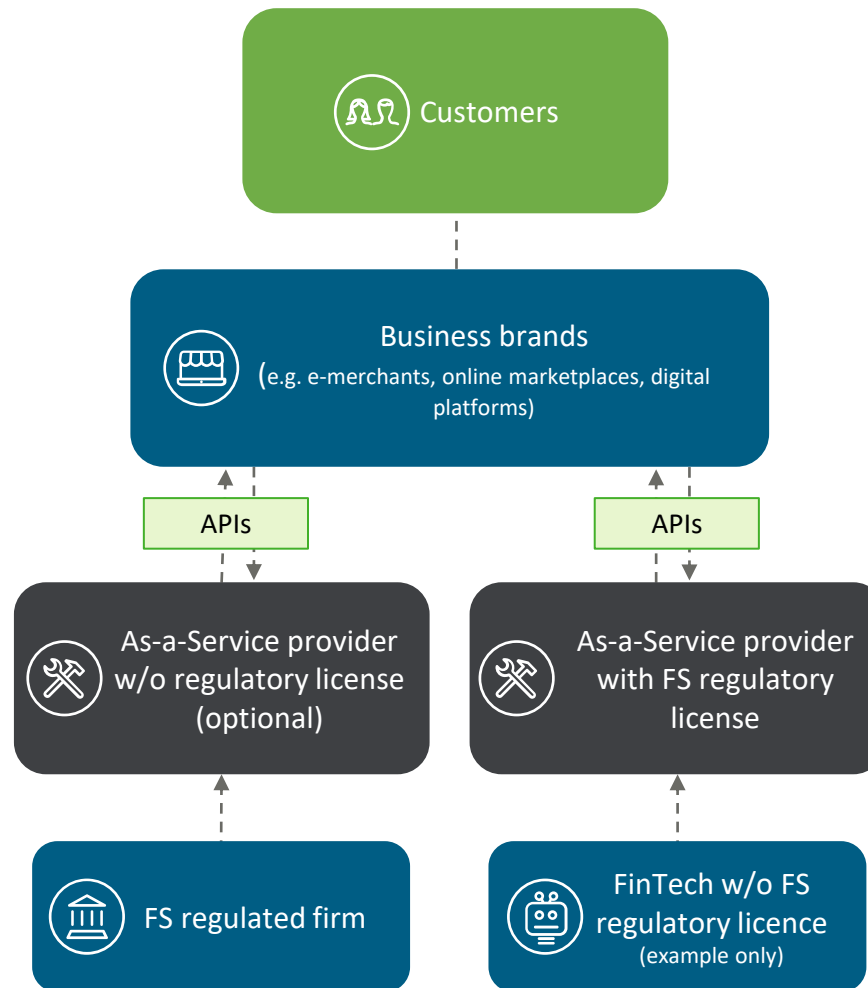 Customers
Business brands
(e.g. e-merchants, online marketplaces, digital
platforms)
APIs
APIs
As-a-Service provider
w/o regulatory license
(optional)
As-a-Service provider
with FS regulatory
license
FS regulated firm
FinTech w/o FS
regulatory licence
(example only)